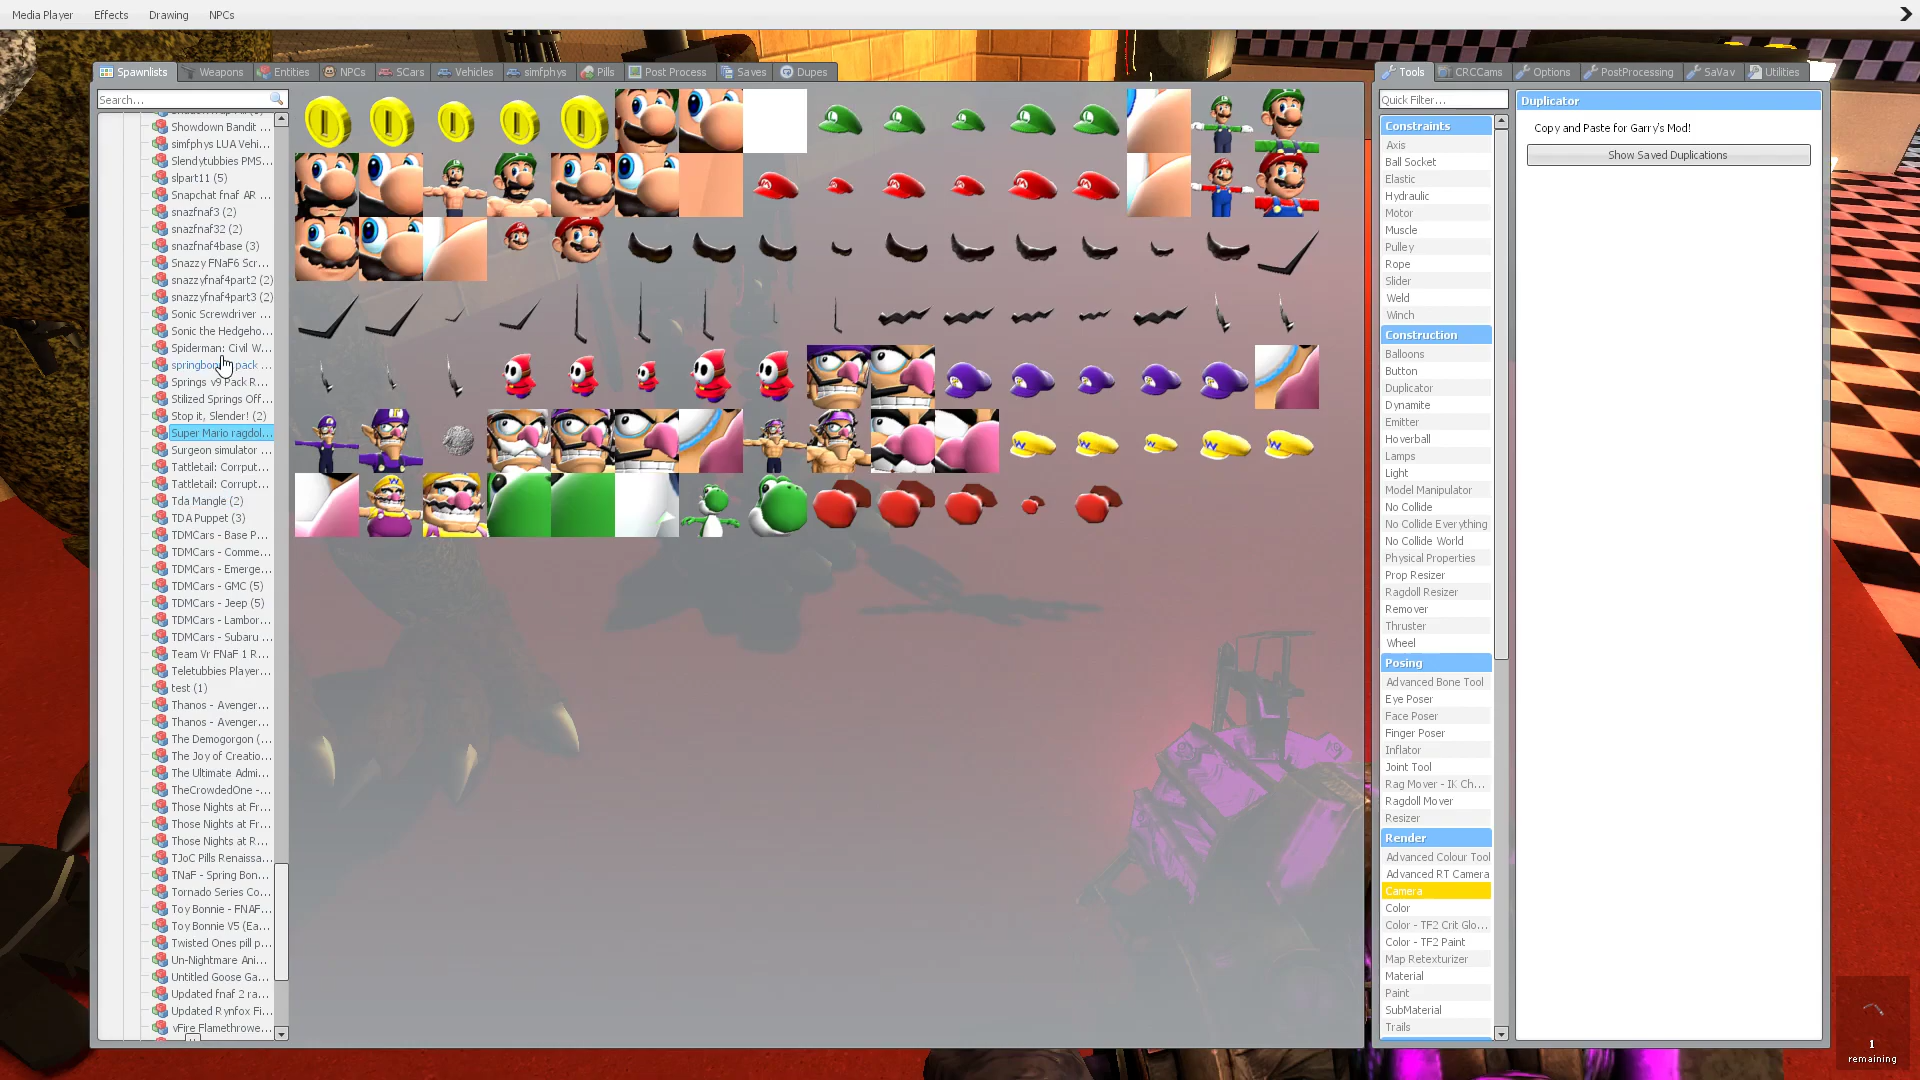 Media Player
Effects
Drawing
NPCs
Spawnlists
Weapons
Entities
NPCs
SCars
Vehicles
simfphys
Pills
Post Process
Saves
Dupes
Search...
Showdown Bandit ...
simfphys LUA Vehi...
Slendytubbies PMS...
slpart11 (5)
Snapchat fnaf AR ...
snazfnaf3 (2)
snazfnaf32 (2)
snazfnaf4base (3)
Snazzy FNaF6 Scr...
snazzyfnaf4part2 (2)
snazzyfnaf4part3 (2)
Sonic Screwdriver ...
Sonic the Hedgeho...
Spiderman: Civil W...
pack ...
Springs v9 Pack R...
Stilized Springs Off...
Stop it, Slender! (2)
Super Mario ragdol...
Surgeon simulator ...
Tattletail: Corrput...
Tattletail: Corrupt...
Tda Mangle (2)
TDA Puppet (3)
TDMCars - Base P...
TDMCars - Comme...
TDMCars - Emerge...
TDMCars - GMC (5)
TDMCars - Jeep (5)
TDMCars - Lambor...
TDMCars - Subaru ...
Team Vr FNaF 1 R...
Teletubbies Player...
test (1)
Thanos - Avenger...
Thanos - Avenger...
The Demogorgon (...
The Joy of Creatio...
The Ultimate Admi...
TheCrowdedOne -...
Those Nights at Fr...
Those Nights at Fr...
Those Nights at R...
TJoC Pills Renaissa...
TNaF - Spring Bon...
Tornado Series Co...
Toy Bonnie - FNAF...
Toy Bonnie V5 (Ea...
Twisted Ones pill p...
Un-Nightmare Ani...
Untitled Goose Ga...
Updated fnaf 2 ra...
Updated Rynfox Fi...
vFire Flamethrowe...
Tools
CRCCams
Options
PostProcessing
SaVav
Utilities
Quick Filter...
Constraints
Axis
Ball Socket
Elastic
Hydraulic
Motor
Muscle
Pulley
Rope
Slider
Weld
Winch
Construction
Balloons
Button
Duplicator
Dynamite
Emitter
Hoverball
Lamps
Light
Model Manipulator
No Collide
No Collide Everything
No Collide World
Physical Properties
Prop Resizer
Ragdoll Resizer
Remover
Thruster
Wheel
Posing
Advanced Bone Tool
Eye Poser
Face Poser
Finger Poser
Inflator
Joint Tool
Rag Mover - IK Ch...
Ragdoll Mover
Resizer
Render
Advanced Colour Tool
Advanced RT Camera
Camera
Color
Color - TF2 Crit Glo...
Color - TF2 Paint
Map Retexturizer
Material
Paint
SubMaterial
Trails
Duplicator
Copy and Paste for Garry's Mod!
Show Saved Duplications
1
remaining